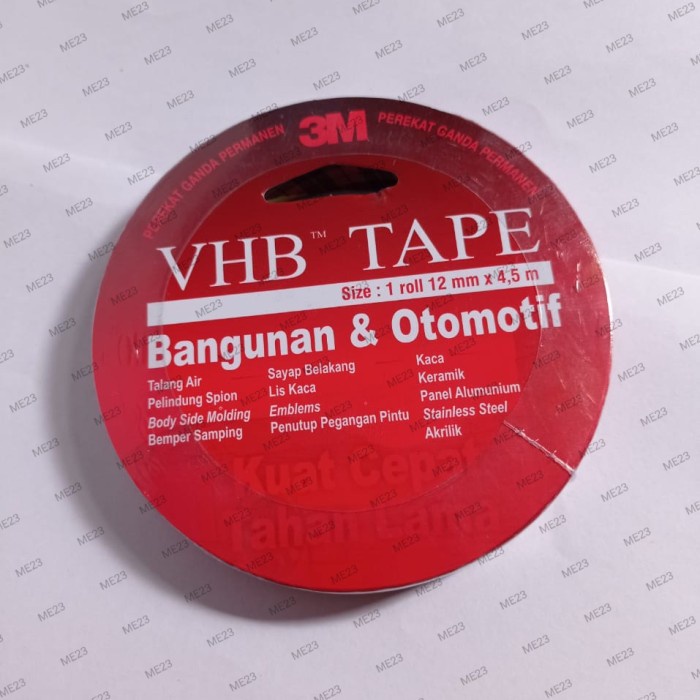 PEREKAT GANDA PERMANEN 3M PEREKAT GANDA PERMANEN
VHB™ TAPE
Size : 1 roll 12 mm x 4,5 m
Bangunan & Otomotif
Talang Air
Pelindung Spion
Body Side Molding
Bemper Samping
Sayap Belakang
Lis Kaca
Emblems
Penutup Pegangan Pintu
Kaca
Keramik
Panel Alumunium
Stainless Steel
Akrilik
Kuat Cepat
Tahan Lama
ME23